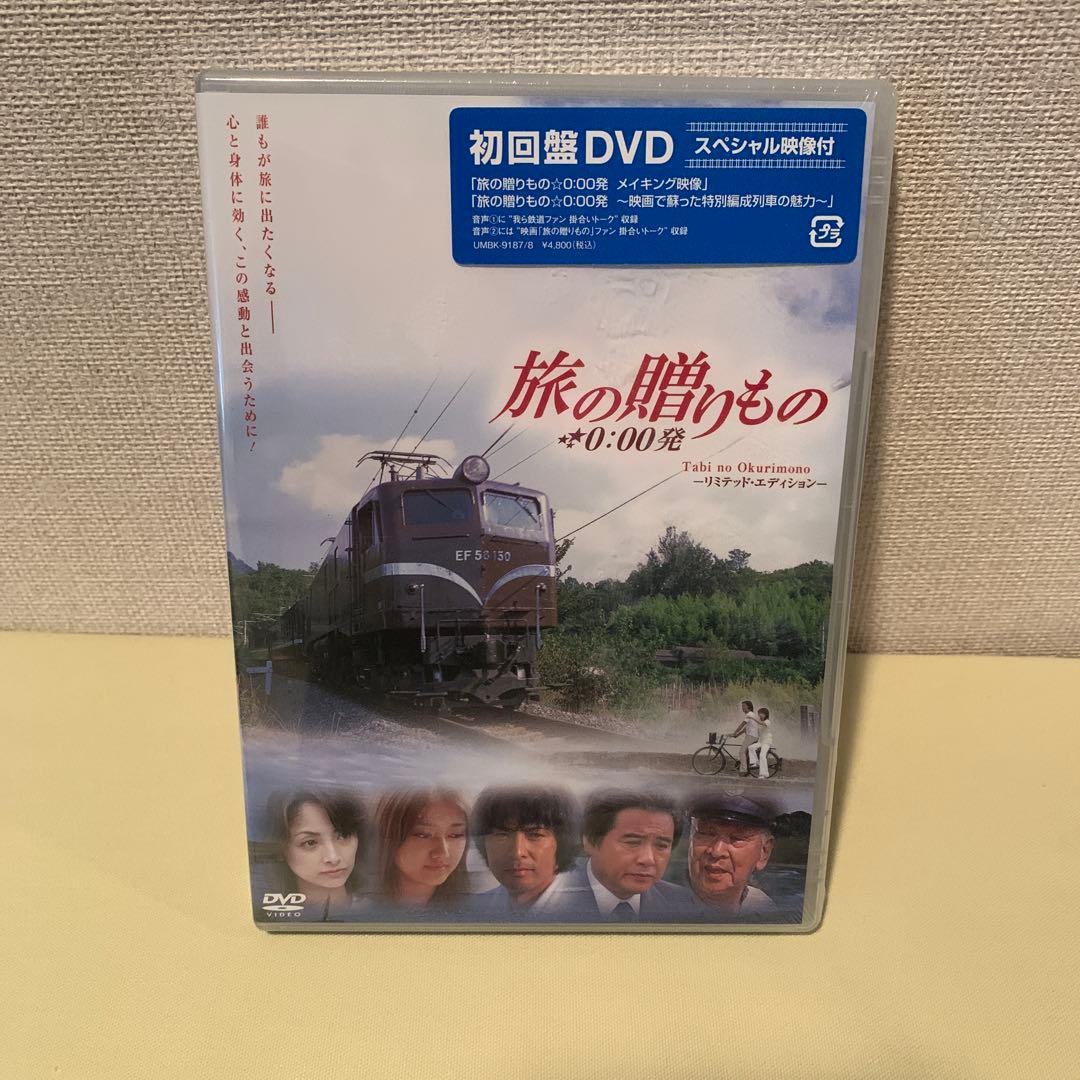 初回盤DVD スペシャル映像付
「旅の贈りもの☆0:00発 メイキング映像」
「旅の贈りもの☆0:00発 ～映画で蘇った特別編成列車の魅力～」
音声①に "我ら鉄道ファン 掛合いトーク" 収録
音声②には "映画「旅の贈りもの」ファン 掛合いトーク" 収録
UMBK-9187/8 ¥4,800(税込)
プラ
誰もが旅に出たくなる——
心と身体に効く、この感動と出会うために!
旅の贈りもの
0:00発
Tabi no Okurimono
―リミテッド・エディション―
EF 58 150
DVD
VIDEO